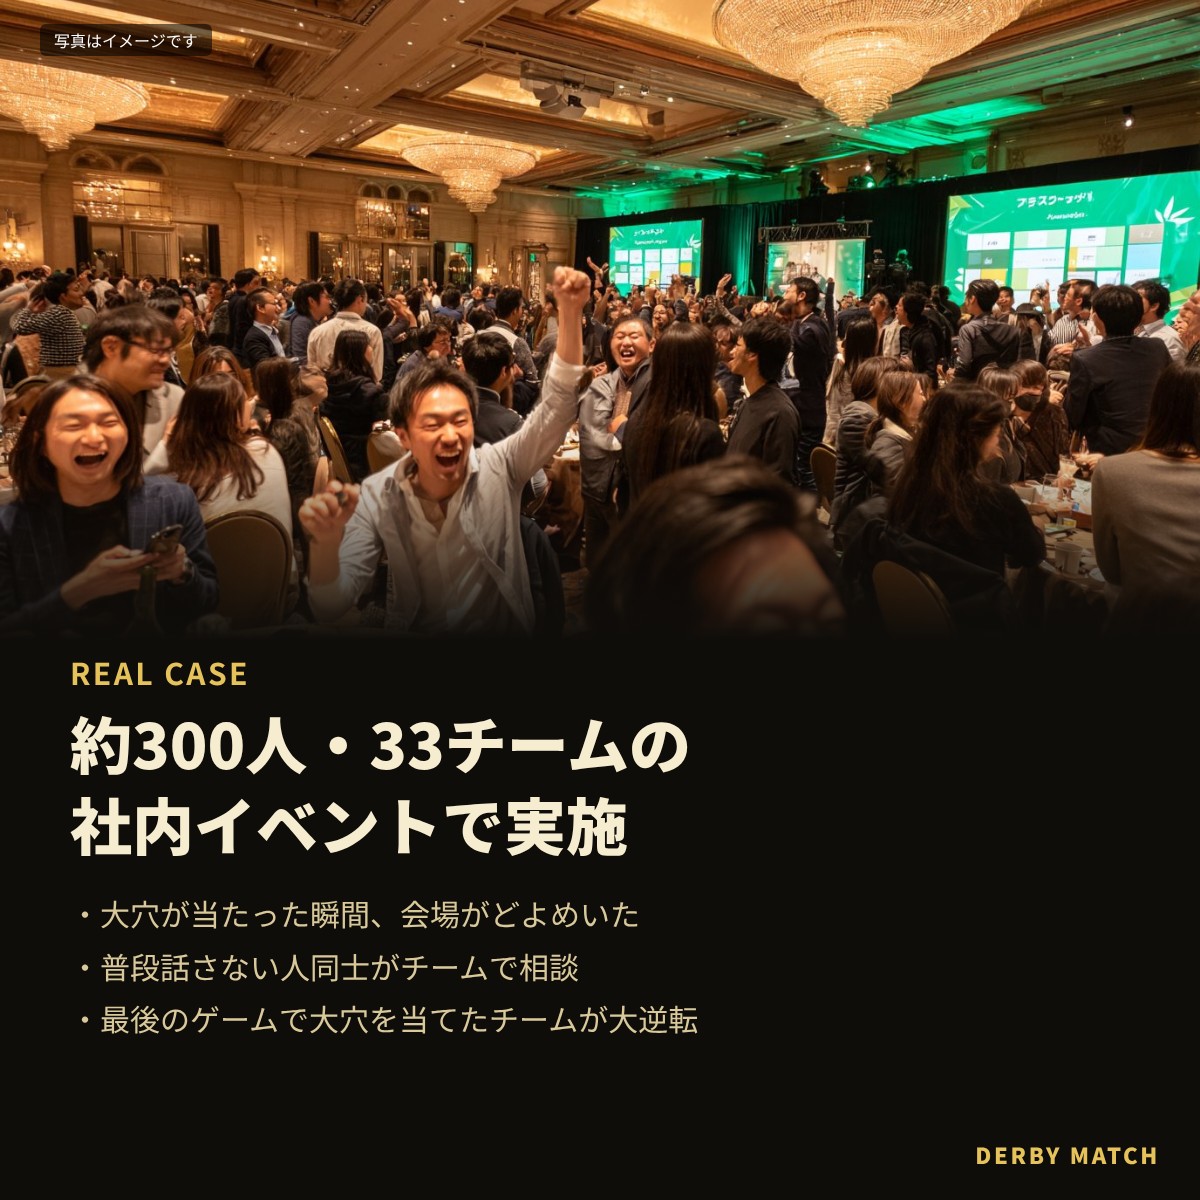 写真はイメージです
REAL CASE
約300人・33チームの
社内イベントで実施
・大穴が当たった瞬間、会場がどよめいた
・普段話さない人同士がチームで相談
・最後のゲームで大穴を当てたチームが大逆転
DERBY MATCH